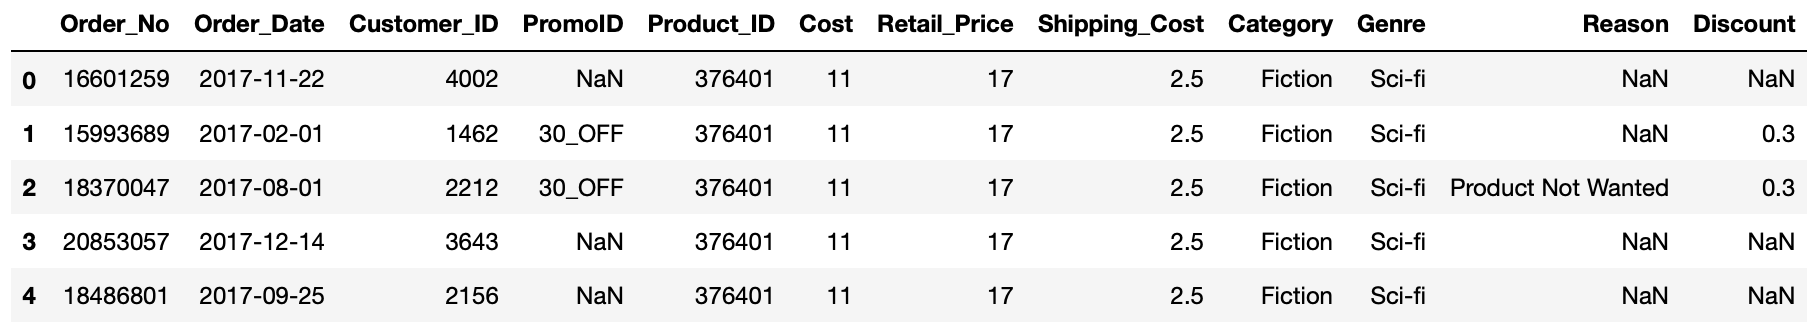 Order_No Order_Date Customer_ID PromoID Product_ID Cost Retail_Price Shipping_Cost Category Genre Reason Discount
0 16601259 2017-11-22 4002 NaN 376401 11 17 2.5 Fiction Sci-fi NaN NaN
1 15993689 2017-02-01 1462 30_OFF 376401 11 17 2.5 Fiction Sci-fi NaN 0.3
2 18370047 2017-08-01 2212 30_OFF 376401 11 17 2.5 Fiction Sci-fi Product Not Wanted 0.3
3 20853057 2017-12-14 3643 NaN 376401 11 17 2.5 Fiction Sci-fi NaN NaN
4 18486801 2017-09-25 2156 NaN 376401 11 17 2.5 Fiction Sci-fi NaN NaN